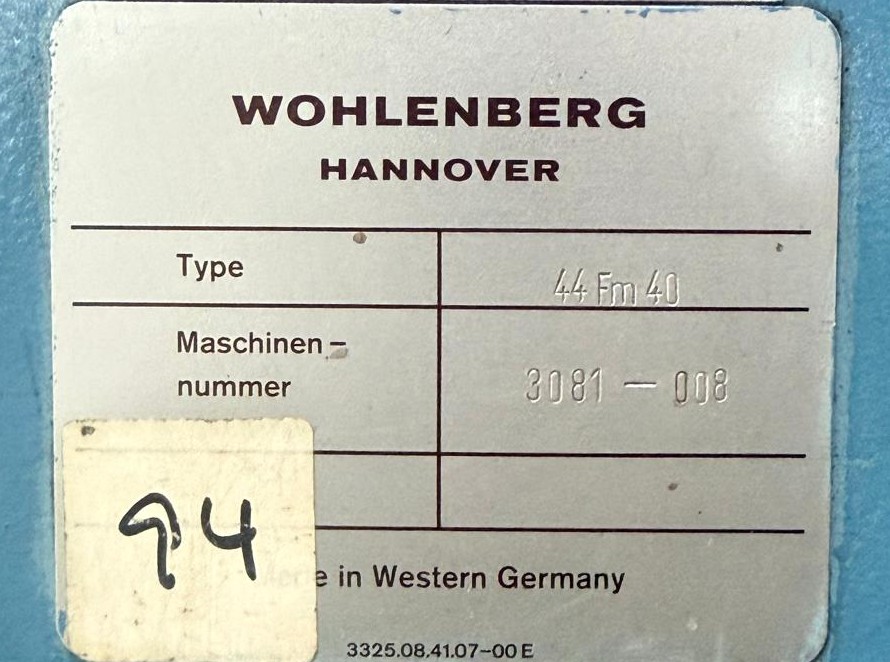 WOHLENBERG
HANNOVER
Type 44 Fm 40
Maschinen-
nummer 3081 — 008
94
Made in Western Germany
3325.08.41.07-00 E